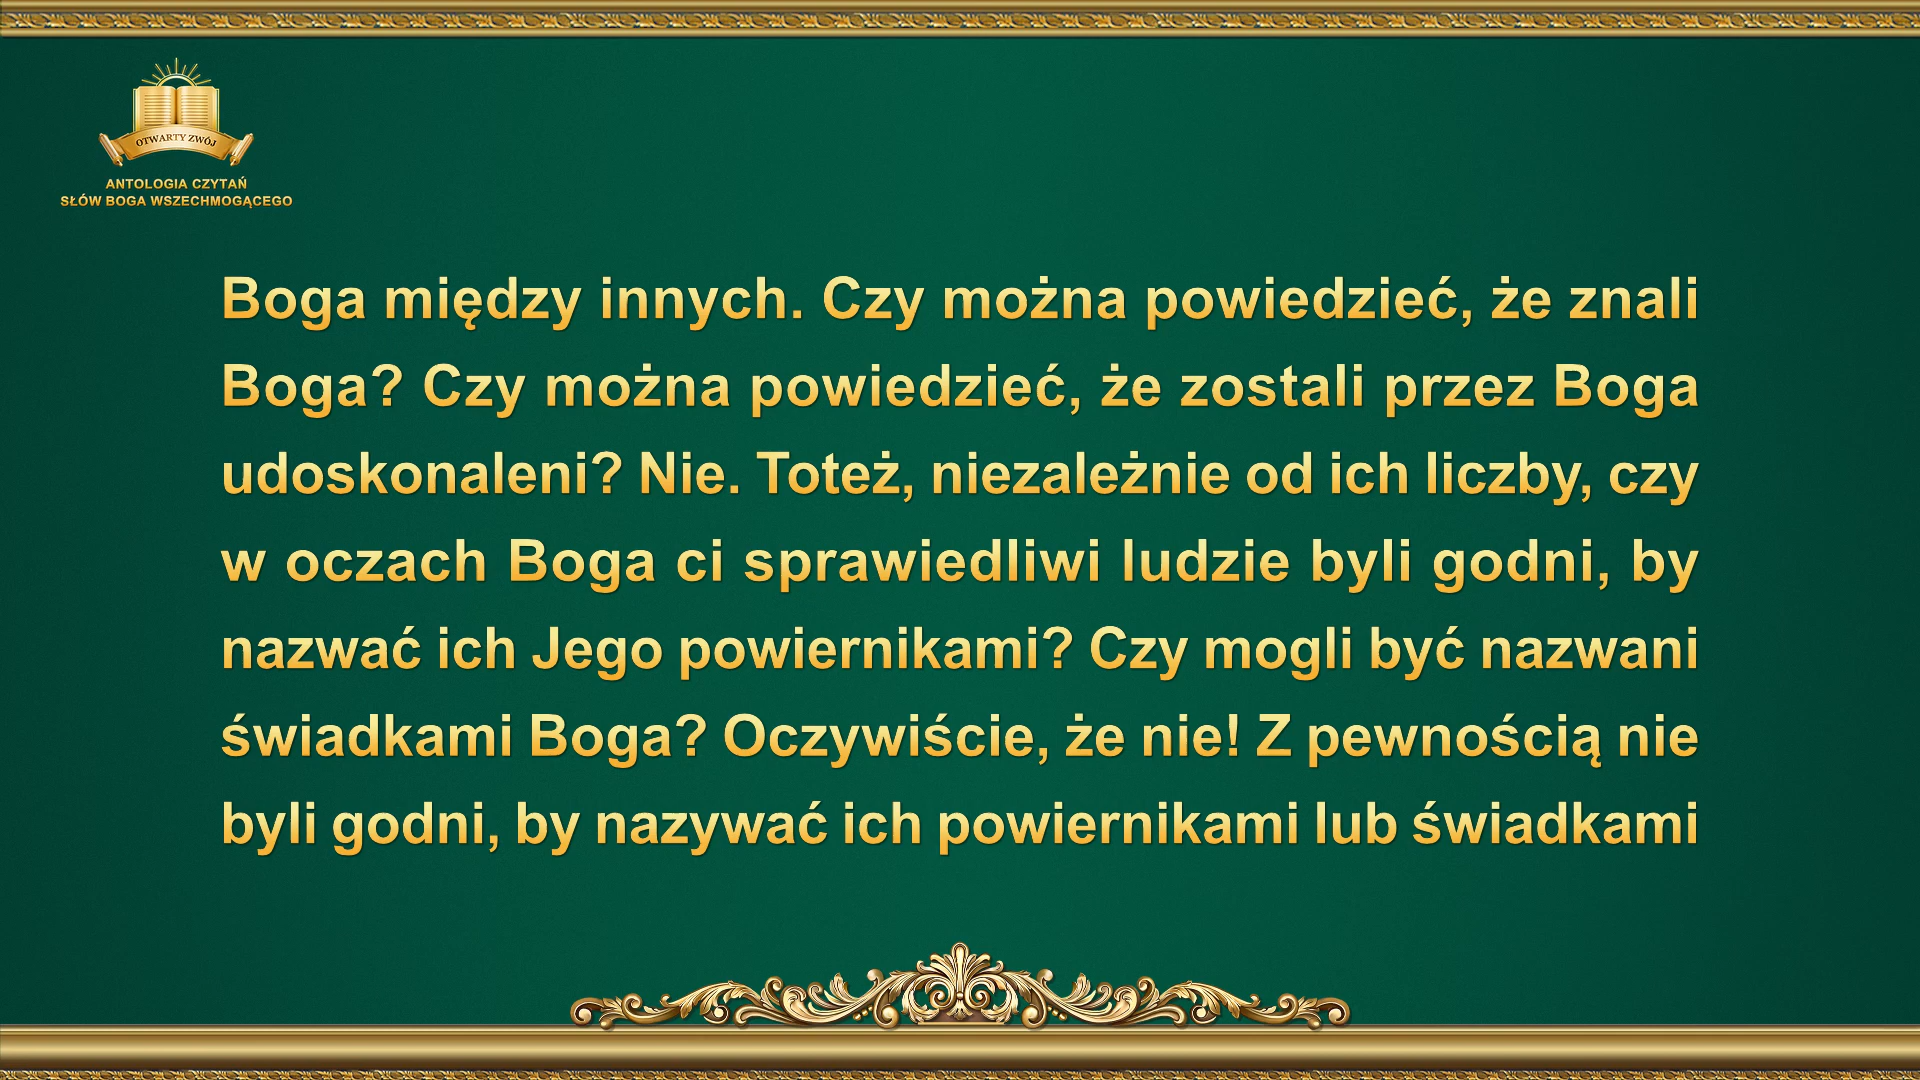 OTWARTY ZWÓJ
ANTOLOGIA CZYTAŃ
SŁÓW BOGA WSZECHMOGĄCEGO
Boga między innych. Czy można powiedzieć, że znali
Boga? Czy można powiedzieć, że zostali przez Boga
udoskonaleni? Nie. Toteż, niezależnie od ich liczby, czy
w oczach Boga ci sprawiedliwi ludzie byli godni, by
nazwać ich Jego powiernikami? Czy mogli być nazwani
świadkami Boga? Oczywiście, że nie! Z pewnością nie
byli godni, by nazywać ich powiernikami lub świadkami